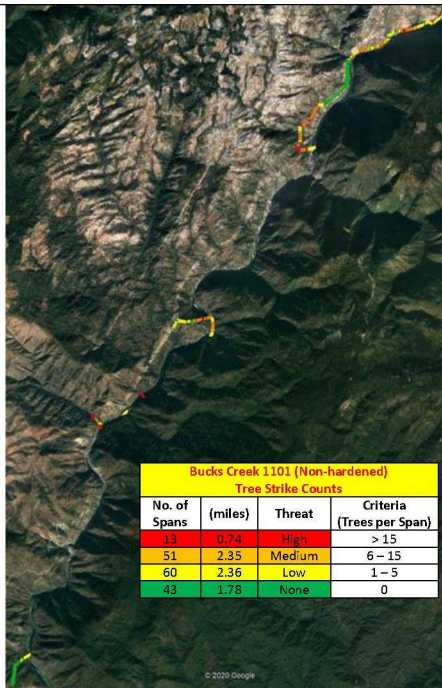 Bucks Creek 1101 (Non-hardened)
Tree Strike Counts
No. of Spans (miles) Threat Criteria (Trees per Span)
13 0.74 High > 15
51 2.35 Medium 6 – 15
60 2.36 Low 1 – 5
43 1.78 None 0
© 2020 Google